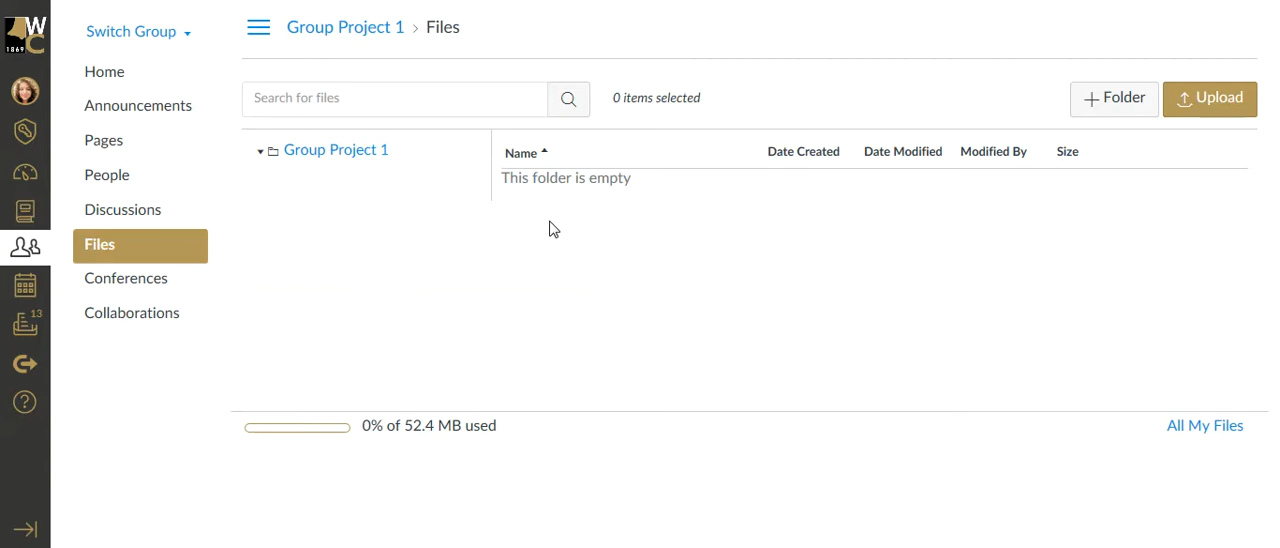 WC
1869
13
Switch Group
Home
Announcements
Pages
People
Discussions
Files
Conferences
Collaborations
Group Project 1 > Files
Search for files
0 items selected
+ Folder
Upload
Group Project 1
Name Date Created Date Modified Modified By Size
This folder is empty
0% of 52.4 MB used
All My Files